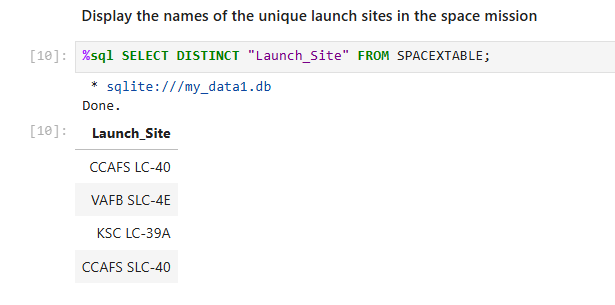 Display the names of the unique launch sites in the space mission
[10]: %sql SELECT DISTINCT "Launch_Site" FROM SPACEXTABLE;
* sqlite:///my_data1.db
Done.
[10]: Launch_Site
CCAFS LC-40
VAFB SLC-4E
KSC LC-39A
CCAFS SLC-40